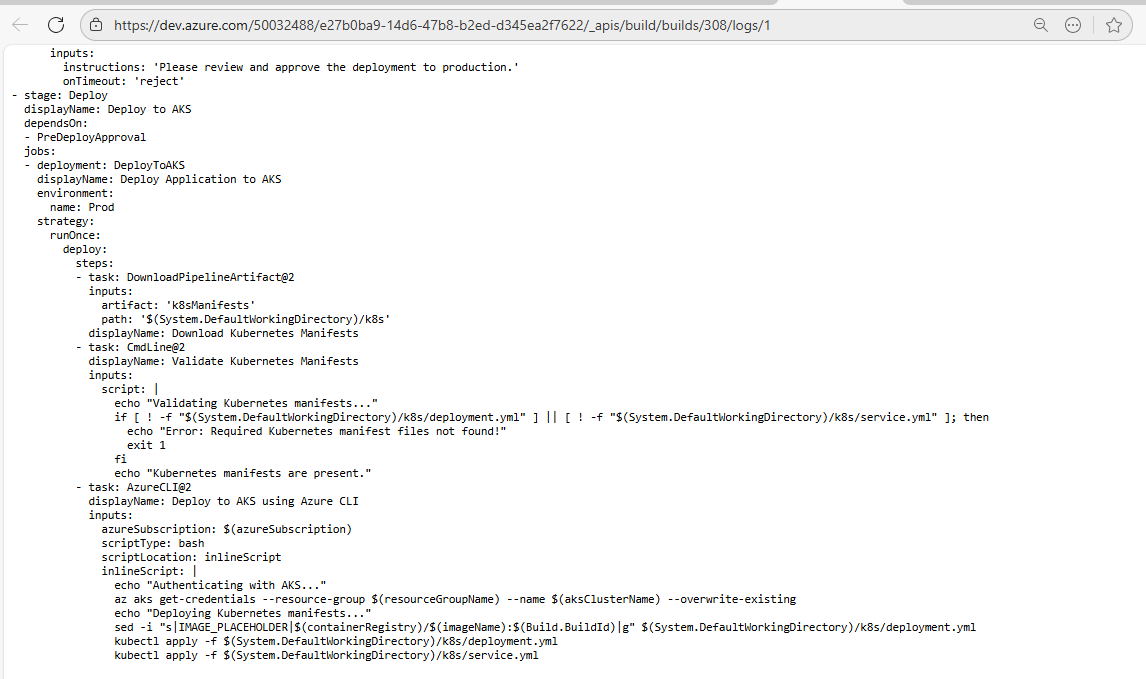 https://dev.azure.com/50032488/e27b0ba9-14d6-47b8-b2ed-d345ea2f7622/_apis/build/builds/308/logs/1
inputs:
instructions: 'Please review and approve the deployment to production.'
onTimeout: 'reject'
- stage: Deploy
displayName: Deploy to AKS
dependsOn:
- PreDeployApproval
jobs:
- deployment: DeployToAKS
displayName: Deploy Application to AKS
environment:
name: Prod
strategy:
runOnce:
deploy:
steps:
- task: DownloadPipelineArtifact@2
inputs:
artifact: 'k8sManifests'
path: '$(System.DefaultWorkingDirectory)/k8s'
displayName: Download Kubernetes Manifests
- task: CmdLine@2
displayName: Validate Kubernetes Manifests
inputs:
script: |
echo "Validating Kubernetes manifests..."
if [ ! -f "$(System.DefaultWorkingDirectory)/k8s/deployment.yml" ] || [ ! -f "$(System.DefaultWorkingDirectory)/k8s/service.yml" ]; then
echo "Error: Required Kubernetes manifest files not found!"
exit 1
fi
echo "Kubernetes manifests are present."
- task: AzureCLI@2
displayName: Deploy to AKS using Azure CLI
inputs:
azureSubscription: $(azureSubscription)
scriptType: bash
scriptLocation: inlineScript
inlineScript: |
echo "Authenticating with AKS..."
az aks get-credentials --resource-group $(resourceGroupName) --name $(aksClusterName) --overwrite-existing
echo "Deploying Kubernetes manifests..."
sed -i "s|IMAGE_PLACEHOLDER|$(containerRegistry)/$(imageName):$(Build.BuildId)|g" $(System.DefaultWorkingDirectory)/k8s/deployment.yml
kubectl apply -f $(System.DefaultWorkingDirectory)/k8s/deployment.yml
kubectl apply -f $(System.DefaultWorkingDirectory)/k8s/service.yml